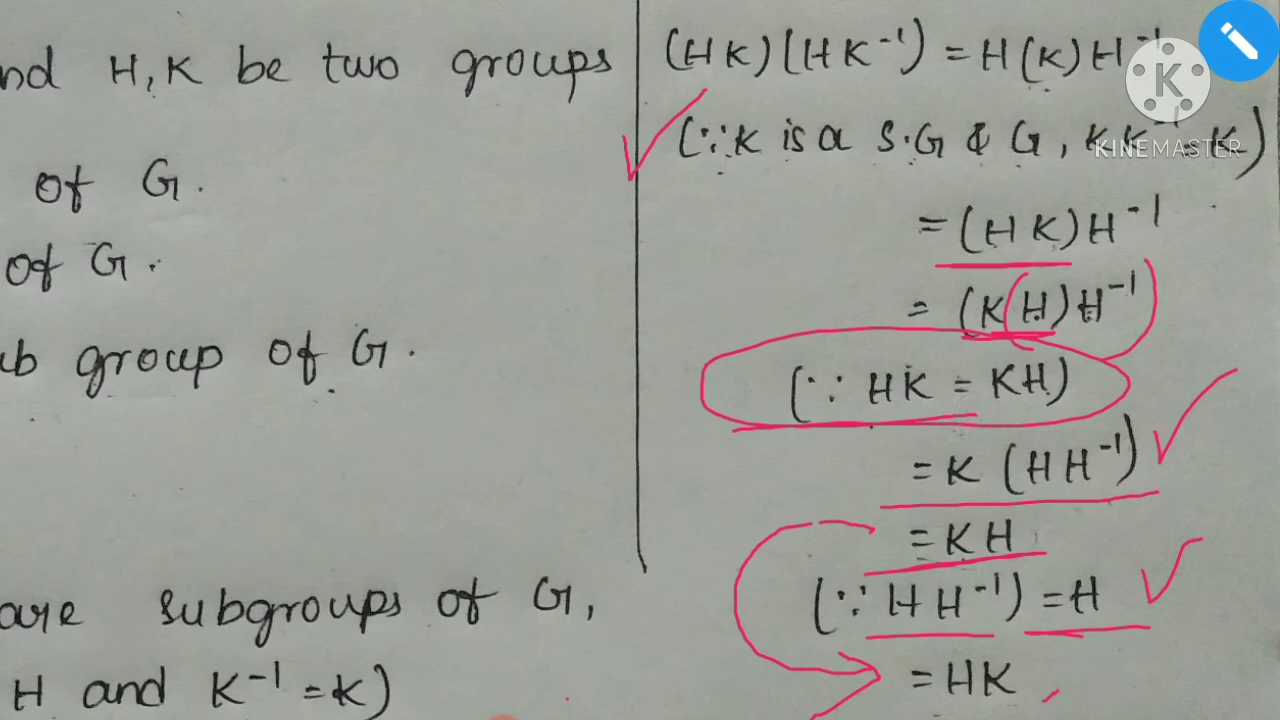 nd H, K be two groups
of G.
of G.
ub group of G.
are subgroups of G,
H and K⁻¹ = K)
(HK)(HK⁻¹) = H(K)H⁻¹
(∵ K is a S.G & G, KK⁻¹ = K)
= (HK)H⁻¹
= (K(H)H⁻¹
(∵ HK = KH)
= K (HH⁻¹)
= KH
(∵ HH⁻¹) = H
= HK
K
KINEMASTER